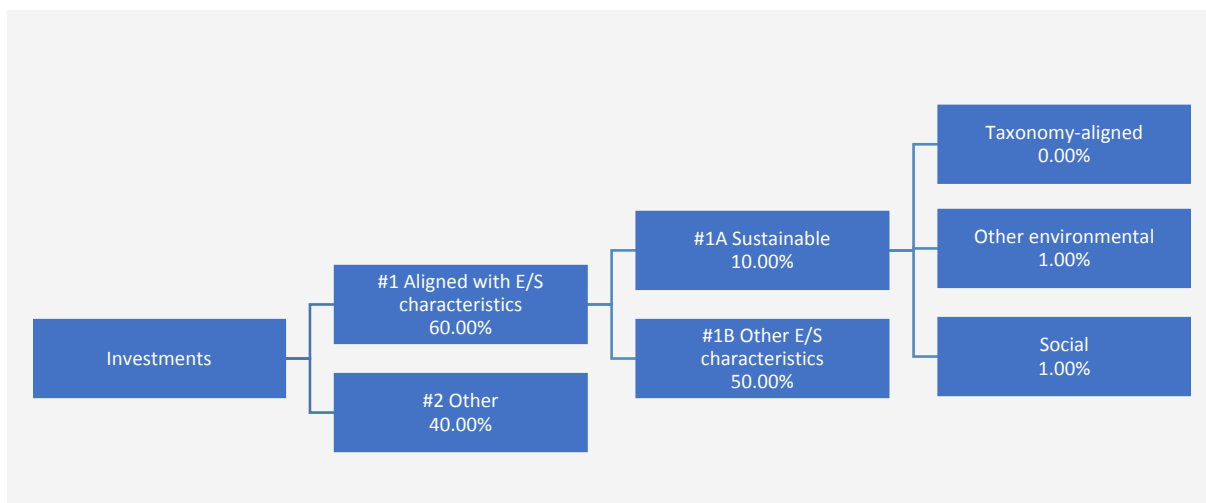 Investments
#1 Aligned with E/S
characteristics
60.00%
#2 Other
40.00%
#1A Sustainable
10.00%
#1B Other E/S
characteristics
50.00%
Taxonomy-aligned
0.00%
Other environmental
1.00%
Social
1.00%